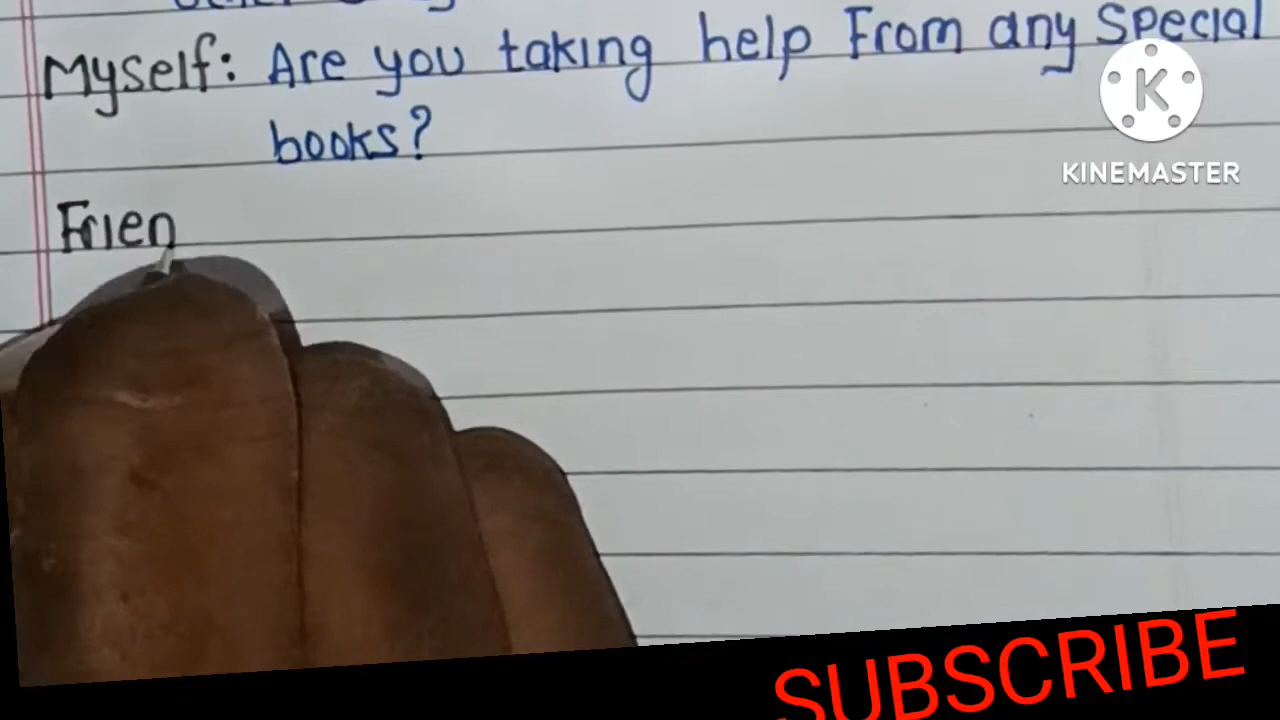 Myself: Are you taking help From any special
books?
Frien
K
KINEMASTER
SUBSCRIBE